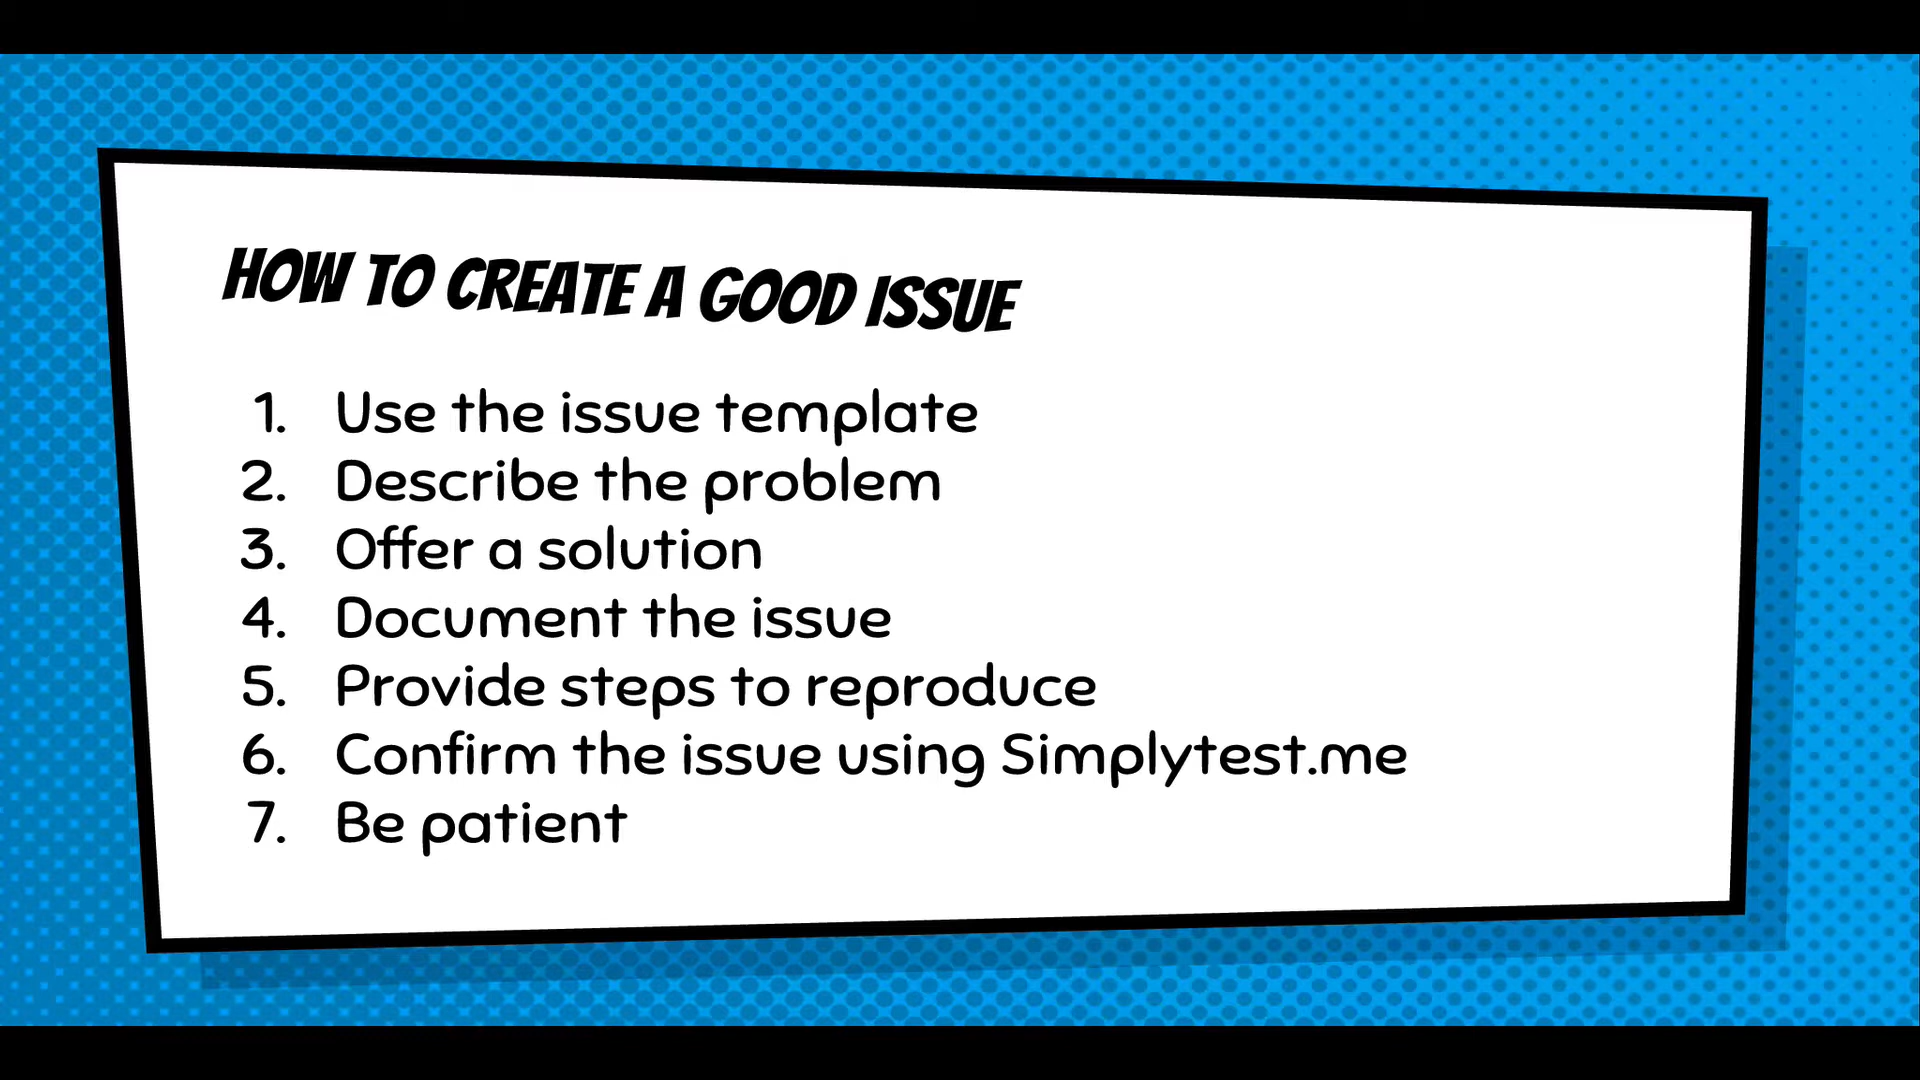 HOW TO CREATE A GOOD ISSUE
1. Use the issue template
2. Describe the problem
3. Offer a solution
4. Document the issue
5. Provide steps to reproduce
6. Confirm the issue using Simplytest.me
7. Be patient